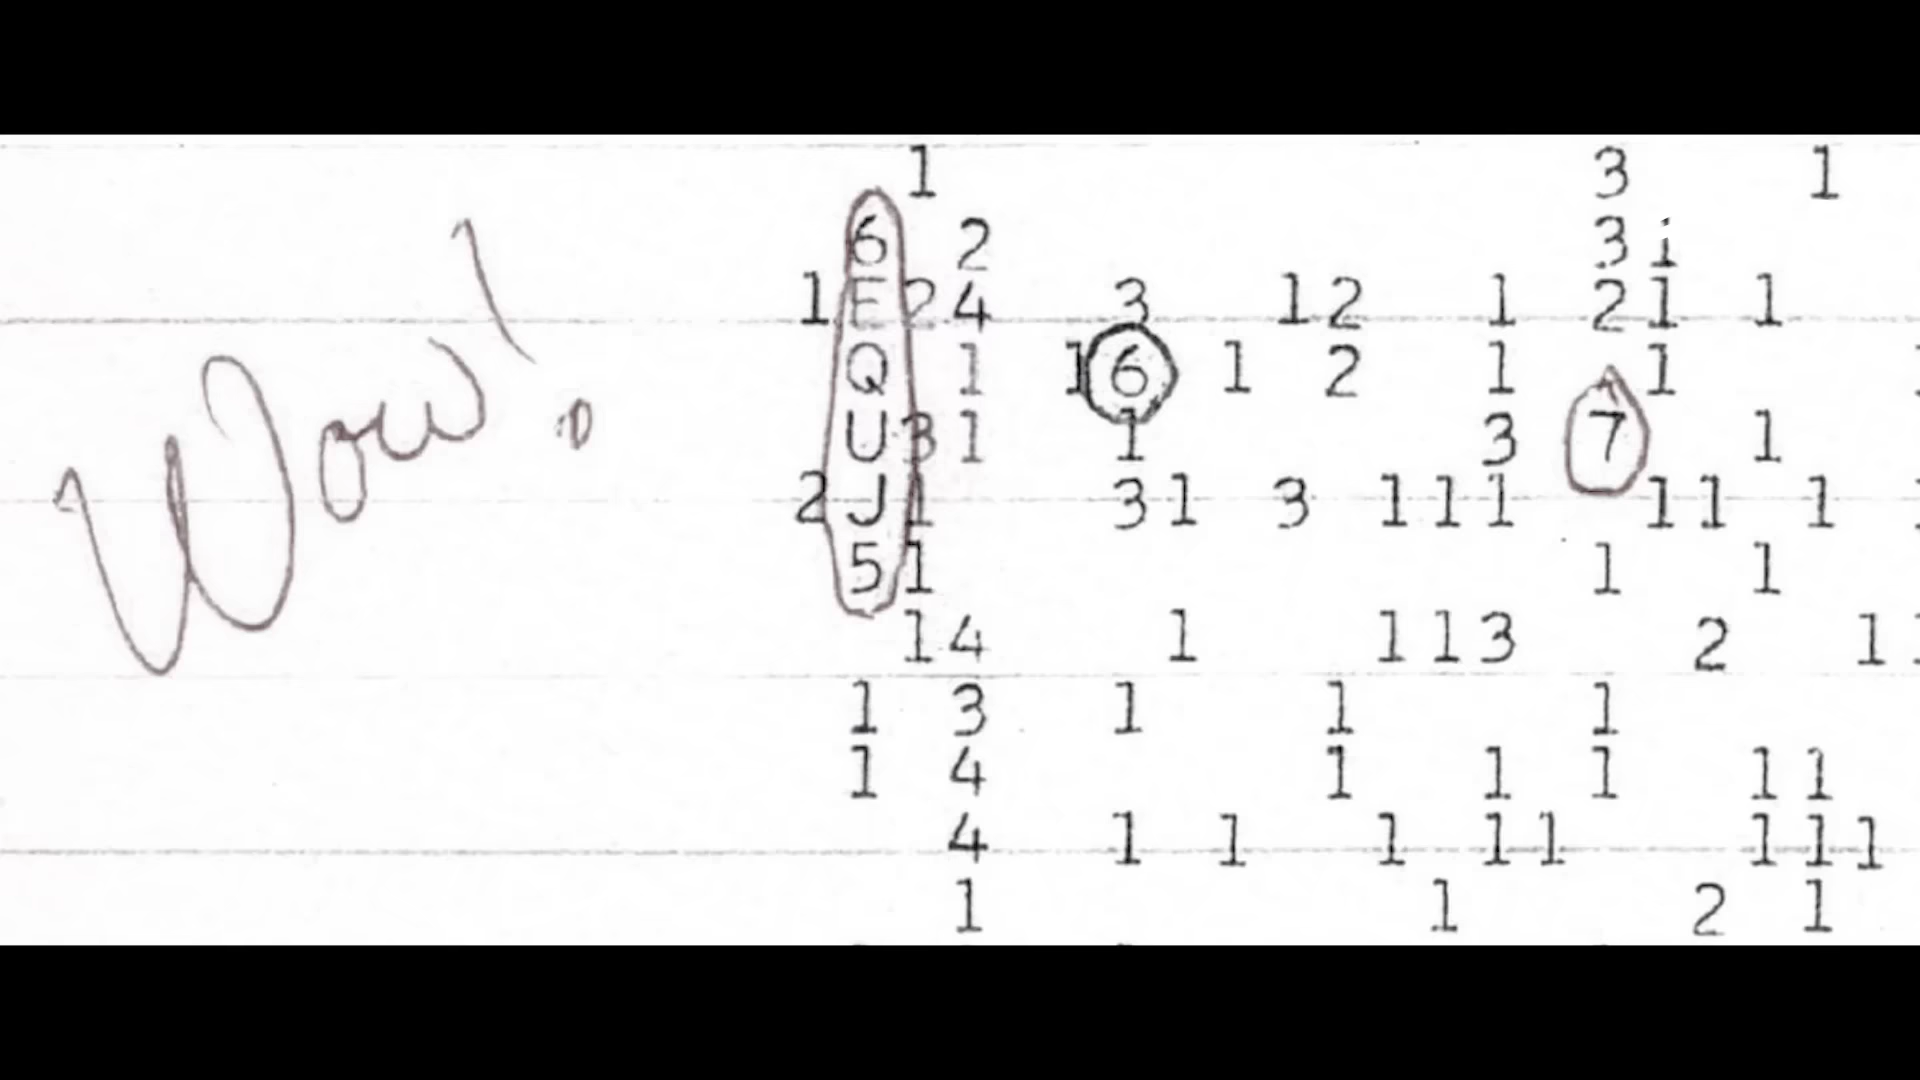 Wow!
1 3 1
6 2 3 1
1 E 2 4 3 1 2 1 2 1 1
Q 1 1 6 1 2 1 1
U 3 1 1 3 7 1
2 J 1 3 1 3 1 1 1 1 1 1
5 1 1 1
1 4 1 1 1 3 2 1
1 3 1 1 1
1 4 1 1 1 1 1
4 1 1 1 1 1 1 1 1
1 1 2 1